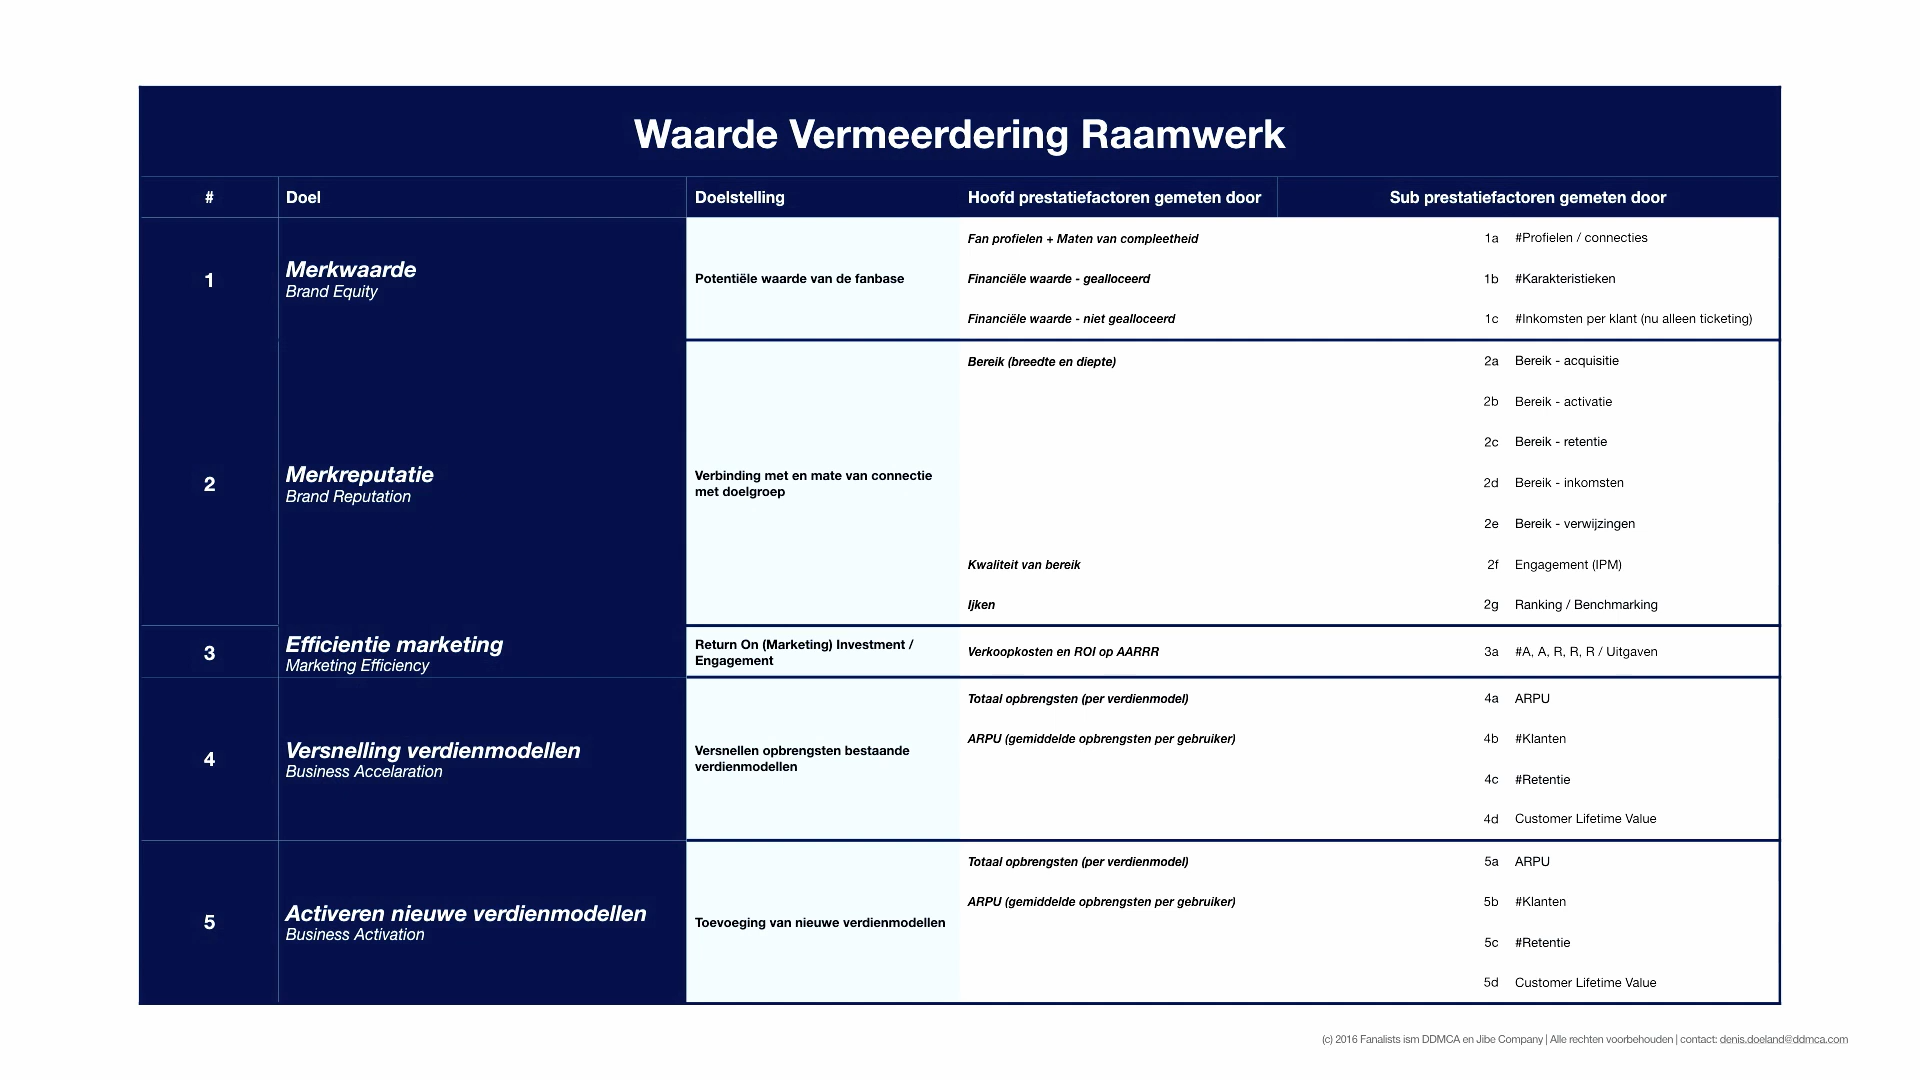 Waarde Vermeerdering Raamwerk
# Doel Doelstelling Hoofd prestatiefactoren gemeten door Sub prestatiefactoren gemeten door
1
Merkwaarde
Brand Equity
Potentiële waarde van de fanbase
Fan profielen + Maten van compleetheid
1a #Profielen / connecties
Financiële waarde - gealloceerd
1b #Karakteristieken
Financiële waarde - niet gealloceerd
1c #Inkomsten per klant (nu alleen ticketing)
2
Merkreputatie
Brand Reputation
Verbinding met en mate van connectie
met doelgroep
Bereik (breedte en diepte)
2a Bereik - acquisitie
2b Bereik - activatie
2c Bereik - retentie
2d Bereik - inkomsten
2e Bereik - verwijzingen
Kwaliteit van bereik
2f Engagement (IPM)
Ijken
2g Ranking / Benchmarking
3
Efficientie marketing
Marketing Efficiency
Return On (Marketing) Investment /
Engagement
Verkoopkosten en ROI op AARRR
3a #A, A, R, R, R / Uitgaven
4
Versnelling verdienmodellen
Business Accelaration
Versnellen opbrengsten bestaande
verdienmodellen
Totaal opbrengsten (per verdienmodel)
4a ARPU
ARPU (gemiddelde opbrengsten per gebruiker)
4b #Klanten
4c #Retentie
4d Customer Lifetime Value
5
Activeren nieuwe verdienmodellen
Business Activation
Toevoeging van nieuwe verdienmodellen
Totaal opbrengsten (per verdienmodel)
5a ARPU
ARPU (gemiddelde opbrengsten per gebruiker)
5b #Klanten
5c #Retentie
5d Customer Lifetime Value
(c) 2016 Fanalists ism DDMCA en Jibe Company | Alle rechten voorbehouden | contact: denis.doeland@ddmca.com